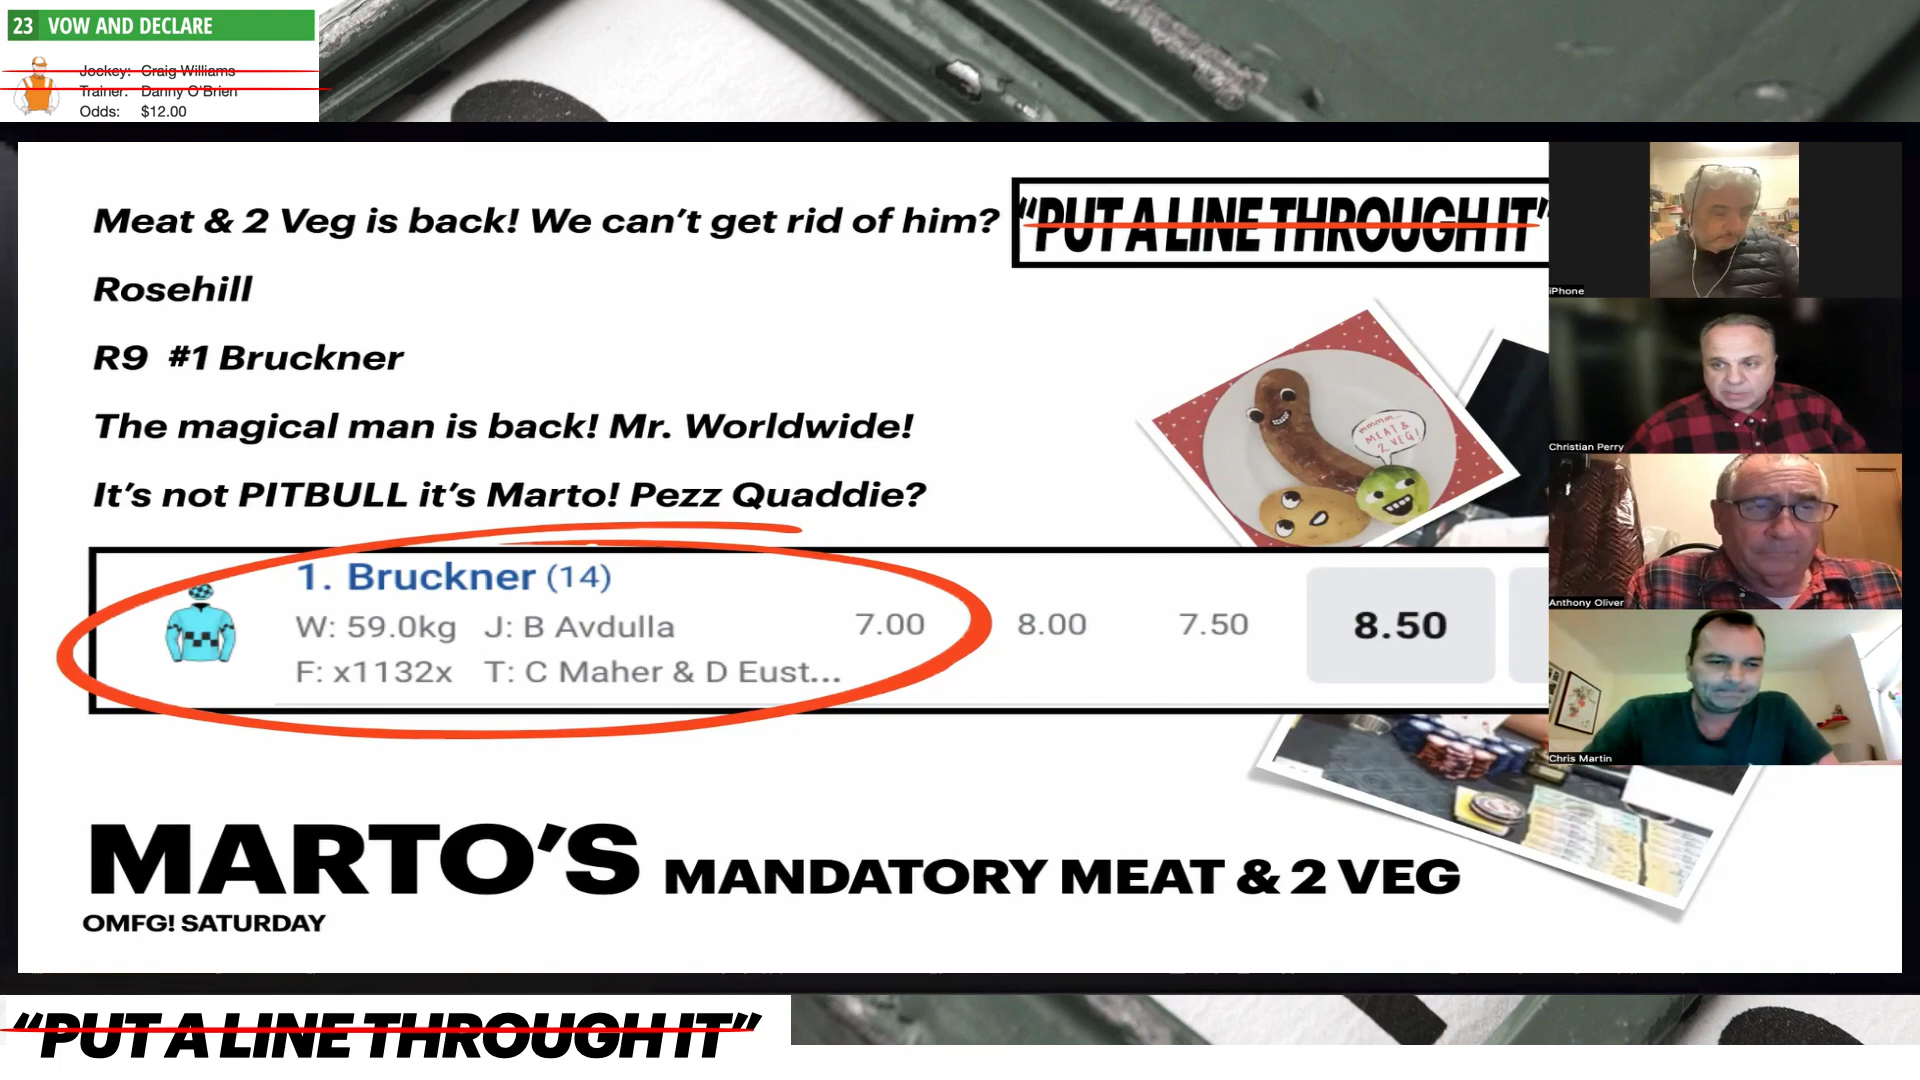 23 VOW AND DECLARE
Jockey: Craig Williams
Trainer: Danny O'Brien
Odds: $12.00
Meat & 2 Veg is back! We can't get rid of him?
"PUT A LINE THROUGH IT"
Rosehill
R9 #1 Bruckner
The magical man is back! Mr. Worldwide!
It's not PITBULL it's Marto! Pezz Quaddie?
mmmm...
MEAT &
2 VEG!
1. Bruckner (14)
W: 59.0kg J: B Avdulla
F: x1132x T: C Maher & D Eust...
7.00 8.00 7.50 8.50
iPhone
Christian Perry
Anthony Oliver
Chris Martin
MARTO'S MANDATORY MEAT & 2 VEG
OMFG! SATURDAY
"PUT A LINE THROUGH IT"